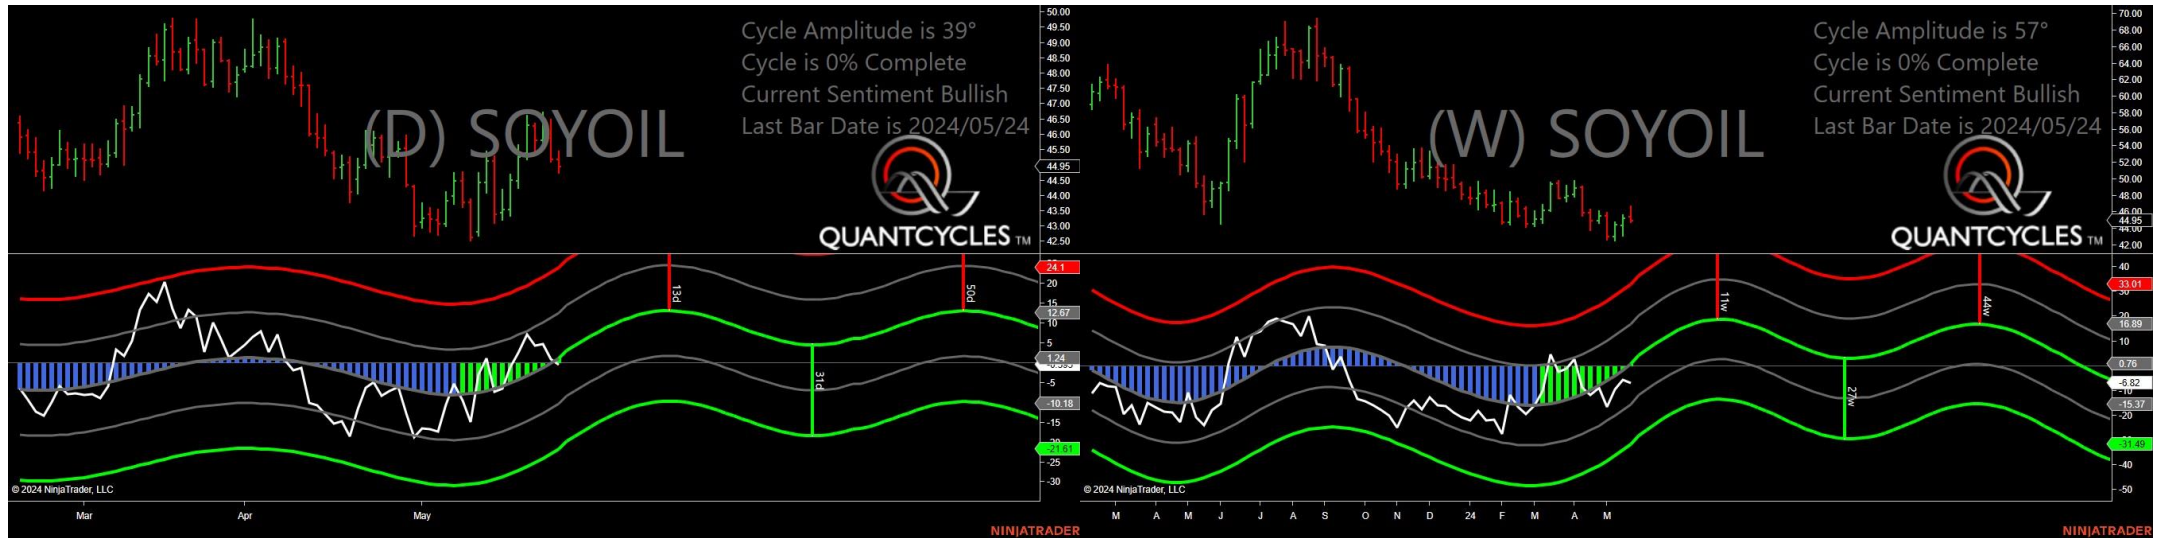 Cycle Amplitude is 39°
Cycle is 0% Complete
Current Sentiment Bullish
Last Bar Date is 2024/05/24
(D) SOYOIL
QUANTCYCLES TM
50.00
49.50
49.00
48.50
48.00
47.50
47.00
46.50
46.00
45.50
44.95
44.50
44.00
43.50
43.00
42.50
24.1
20
15
12.67
10
5
1.24
-5
-10.18
-15
-21.61
-25
-30
13d
31d
50d
© 2024 NinjaTrader, LLC
Mar
Apr
May
NINJATRADER
Cycle Amplitude is 57°
Cycle is 0% Complete
Current Sentiment Bullish
Last Bar Date is 2024/05/24
(W) SOYOIL
QUANTCYCLES TM
70.00
68.00
66.00
64.00
62.00
60.00
58.00
56.00
54.00
52.00
50.00
48.00
46.00
44.95
44.00
42.00
40
33.01
30
20
16.89
10
0.76
-6.82
-10
-15.37
-20
-31.49
-40
-50
11w
27w
44w
© 2024 NinjaTrader, LLC
M
A
M
J
J
A
S
O
N
D
24
F
M
A
M
NINJATRADER